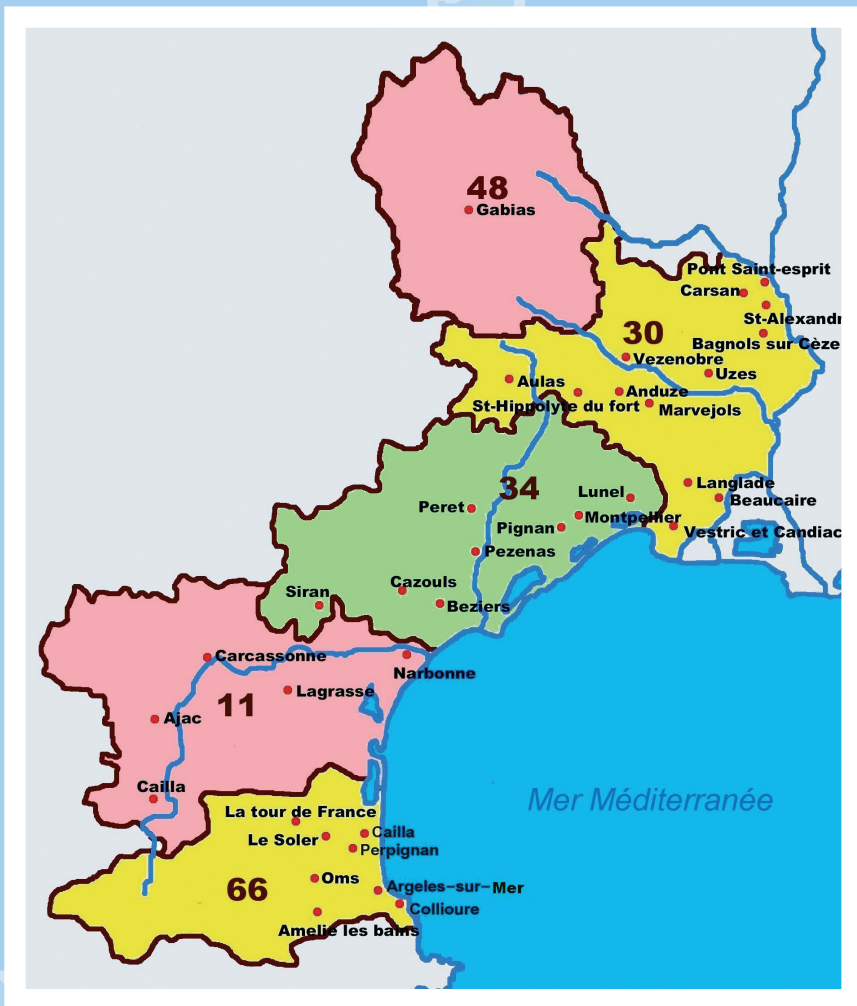 48
Gabias
Pont Saint-esprit
Carsan
St-Alexandr
30
Bagnols sur Cèze
Vezenobre
Uzes
Aulas
Anduze
St-Hippolyte du fort
Marvejols
34
Langlade
Lunel
Beaucaire
Peret
Montpellier
Pignan
Vestric et Candiac
Pezenas
Cazouls
Siran
Beziers
Carcassonne
Narbonne
Lagrasse
11
Ajac
Cailla
Mer Méditerranée
La tour de France
Cailla
Le Soler
Perpignan
Oms
66
Argeles-sur-Mer
Collioure
Amelie les bains